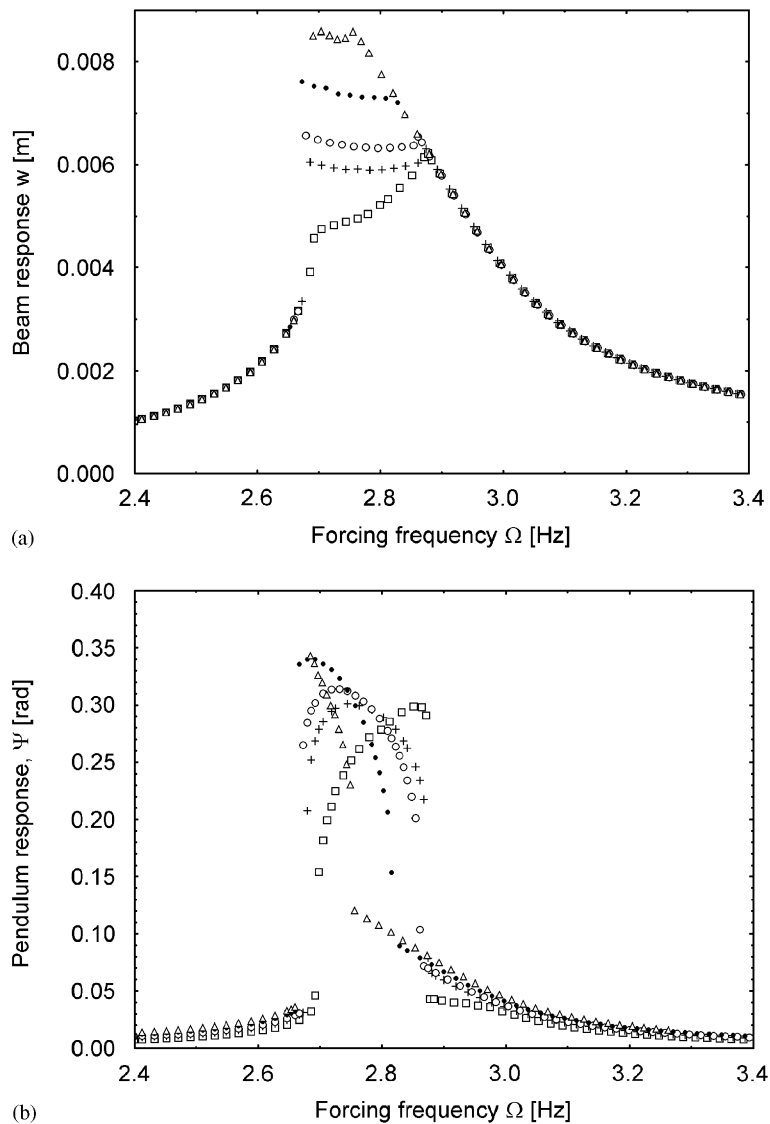 0.008
0.006
0.004
0.002
0.000
Beam response w [m]
2.4 2.6 2.8 3.0 3.2 3.4
(a) Forcing frequency Ω [Hz]
0.40
0.35
0.30
0.25
0.20
0.15
0.10
0.05
0.00
Pendulum response, Ψ [rad]
2.4 2.6 2.8 3.0 3.2 3.4
(b) Forcing frequency Ω [Hz]